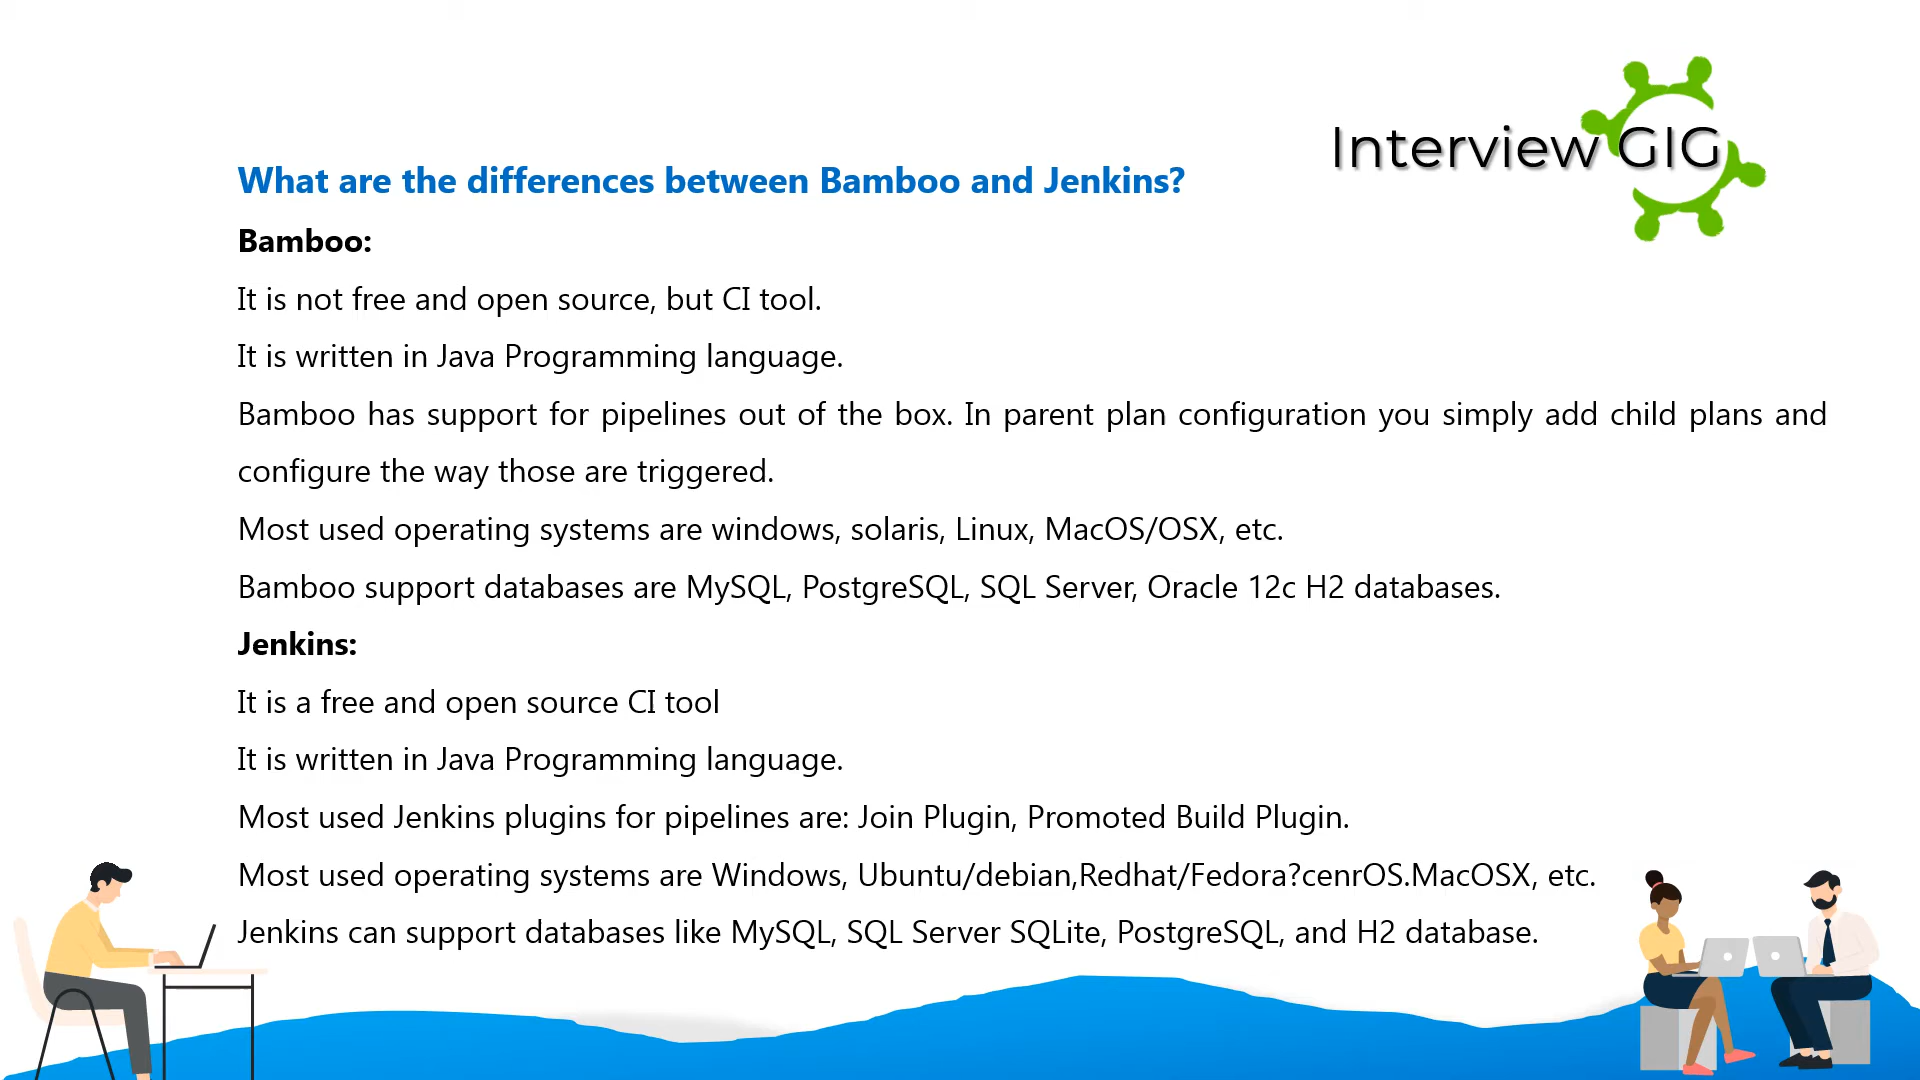 Interview GIG
What are the differences between Bamboo and Jenkins?
Bamboo:
It is not free and open source, but CI tool.
It is written in Java Programming language.
Bamboo has support for pipelines out of the box. In parent plan configuration you simply add child plans and
configure the way those are triggered.
Most used operating systems are windows, solaris, Linux, MacOS/OSX, etc.
Bamboo support databases are MySQL, PostgreSQL, SQL Server, Oracle 12c H2 databases.
Jenkins:
It is a free and open source CI tool
It is written in Java Programming language.
Most used Jenkins plugins for pipelines are: Join Plugin, Promoted Build Plugin.
Most used operating systems are Windows, Ubuntu/debian,Redhat/Fedora?cenrOS.MacOSX, etc.
Jenkins can support databases like MySQL, SQL Server SQLite, PostgreSQL, and H2 database.